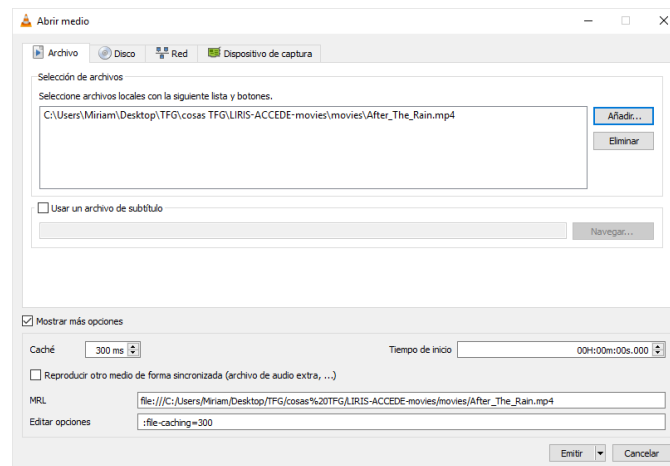 Abrir medio
Archivo Disco Red Dispositivo de captura
Selección de archivos
Seleccione archivos locales con la siguiente lista y botones.
C:\Users\Miriam\Desktop\TFG\cosas TFG\LIRIS-ACCEDE-movies\movies\After_The_Rain.mp4
Añadir...
Eliminar
Usar un archivo de subtítulo
Navegar...
Mostrar más opciones
Caché 300 ms Tiempo de inicio 00H:00m:00s.000
Reproducir otro medio de forma sincronizada (archivo de audio extra, ...)
MRL file:///C:/Users/Miriam/Desktop/TFG/cosas%20TFG/LIRIS-ACCEDE-movies/movies/After_The_Rain.mp4
Editar opciones :file-caching=300
Emitir Cancelar